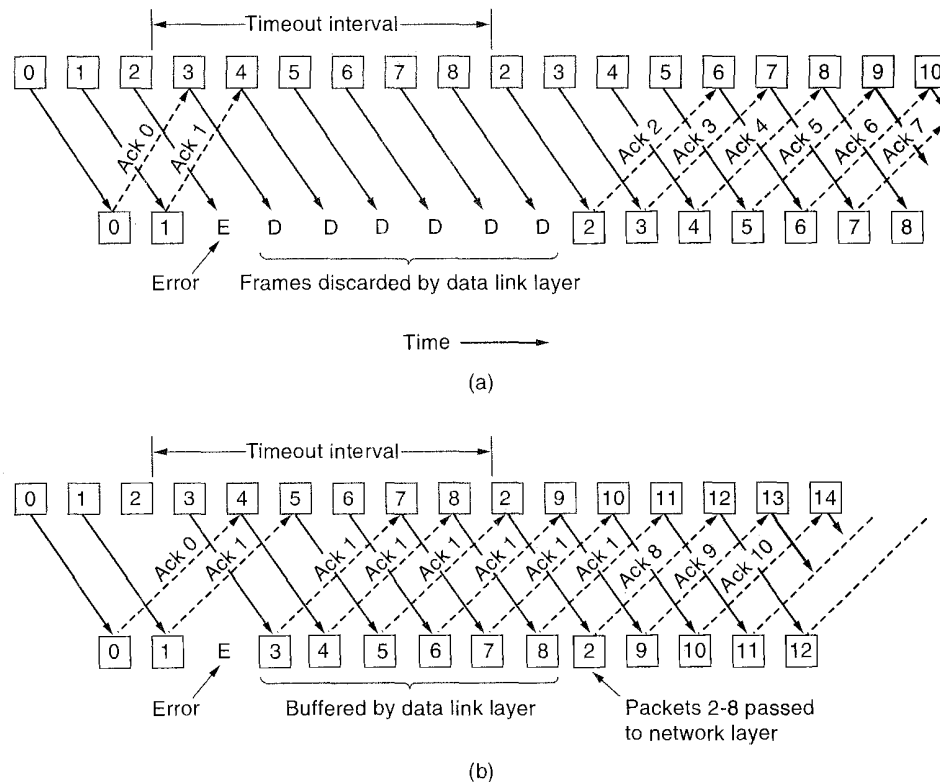 Timeout interval
0 1 2 3 4 5 6 7 8 2 3 4 5 6 7 8 9 10
Ack 0 Ack 1 Ack 2 Ack 3 Ack 4 Ack 5 Ack 6 Ack 7
0 1 E D D D D D D 2 3 4 5 6 7 8
Error
Frames discarded by data link layer
Time
(a)
Timeout interval
0 1 2 3 4 5 6 7 8 2 9 10 11 12 13 14
Ack 0 Ack 1 Ack 1 Ack 1 Ack 1 Ack 1 Ack 1 Ack 1 Ack 8 Ack 9 Ack 10
0 1 E 3 4 5 6 7 8 2 9 10 11 12
Error
Buffered by data link layer
Packets 2-8 passed
to network layer
(b)